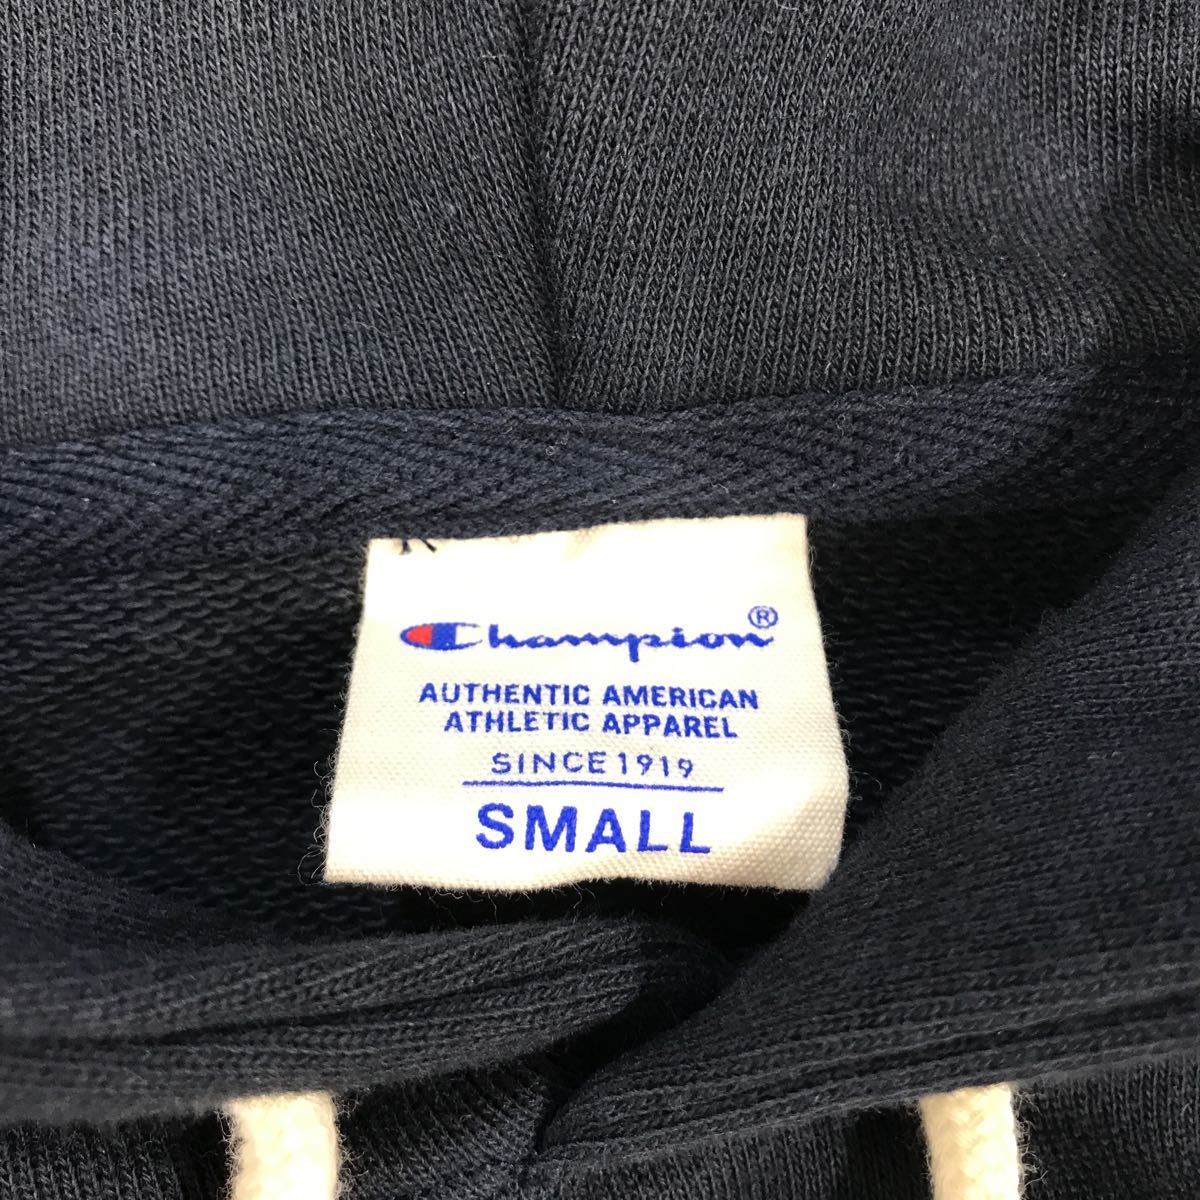 Champion®
AUTHENTIC AMERICAN
ATHLETIC APPAREL
SINCE 1919
SMALL